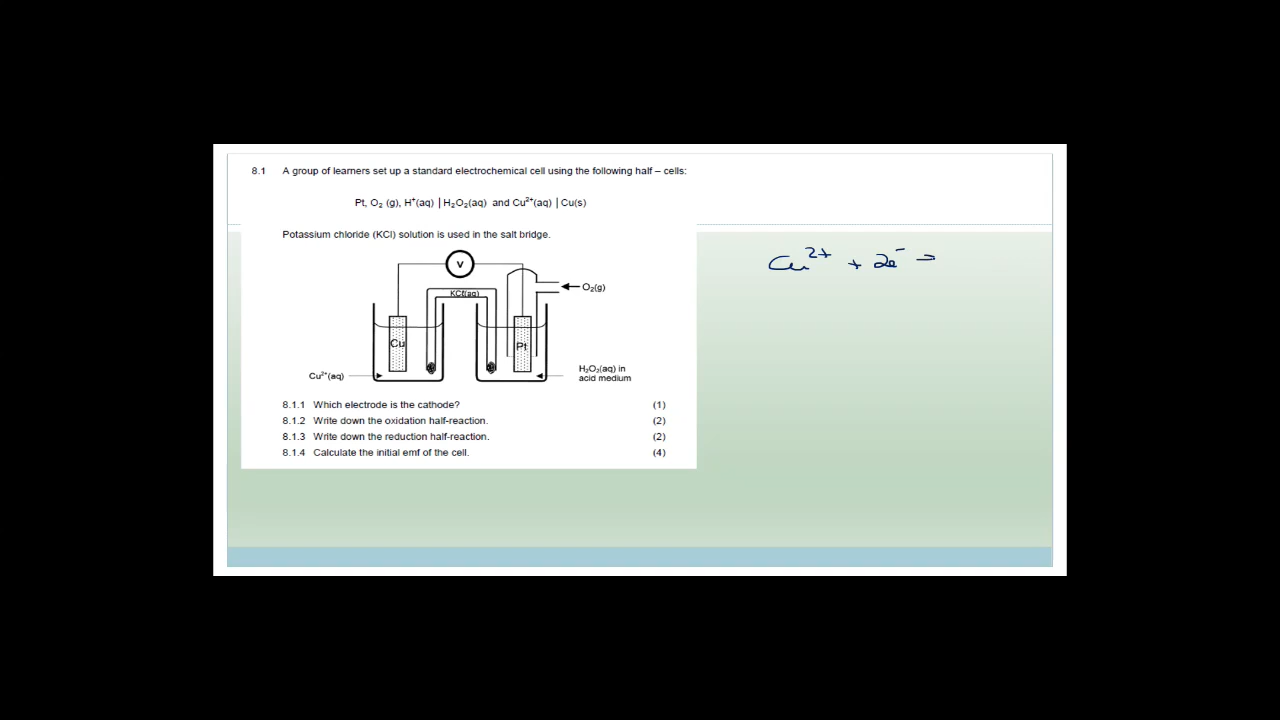 8.1 A group of learners set up a standard electrochemical cell using the following half – cells:
Pt, O₂ (g), H⁺(aq) | H₂O₂(aq) and Cu²⁺(aq) | Cu(s)
Potassium chloride (KCl) solution is used in the salt bridge.
Cu²⁺ + 2e⁻ ⇌
V
KCℓ(aq)
O₂(g)
Cu
Pt
Cu²⁺(aq)
H₂O₂(aq) in
acid medium
8.1.1 Which electrode is the cathode? (1)
8.1.2 Write down the oxidation half-reaction. (2)
8.1.3 Write down the reduction half-reaction. (2)
8.1.4 Calculate the initial emf of the cell. (4)